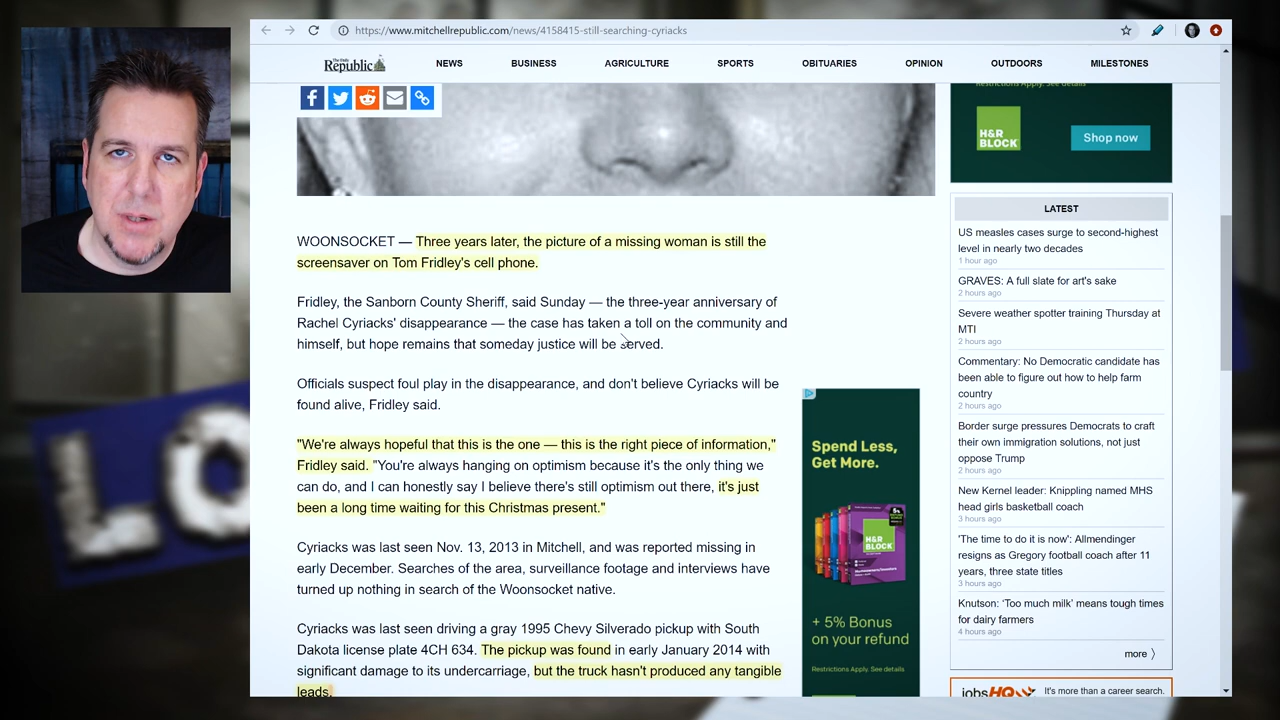 https://www.mitchellrepublic.com/news/4158415-still-searching-cyriacks
The Daily
Republic
NEWS
BUSINESS
AGRICULTURE
SPORTS
OBITUARIES
OPINION
OUTDOORS
MILESTONES
WOONSOCKET — Three years later, the picture of a missing woman is still the
screensaver on Tom Fridley's cell phone.
Fridley, the Sanborn County Sheriff, said Sunday — the three-year anniversary of
Rachel Cyriacks' disappearance — the case has taken a toll on the community and
himself, but hope remains that someday justice will be served.
Officials suspect foul play in the disappearance, and don't believe Cyriacks will be
found alive, Fridley said.
"We're always hopeful that this is the one — this is the right piece of information,"
Fridley said. "You're always hanging on optimism because it's the only thing we
can do, and I can honestly say I believe there's still optimism out there, it's just
been a long time waiting for this Christmas present."
Cyriacks was last seen Nov. 13, 2013 in Mitchell, and was reported missing in
early December. Searches of the area, surveillance footage and interviews have
turned up nothing in search of the Woonsocket native.
Cyriacks was last seen driving a gray 1995 Chevy Silverado pickup with South
Dakota license plate 4CH 634. The pickup was found in early January 2014 with
significant damage to its undercarriage, but the truck hasn't produced any tangible
leads.
Spend Less,
Get More.
H&R
BLOCK
+ 5% Bonus
on your refund
Restrictions Apply. See details
Restrictions Apply. See details
H&R
BLOCK
Shop now
LATEST
US measles cases surge to second-highest
level in nearly two decades
1 hour ago
GRAVES: A full slate for art's sake
2 hours ago
Severe weather spotter training Thursday at
MTI
2 hours ago
Commentary: No Democratic candidate has
been able to figure out how to help farm
country
2 hours ago
Border surge pressures Democrats to craft
their own immigration solutions, not just
oppose Trump
2 hours ago
New Kernel leader: Knippling named MHS
head girls basketball coach
3 hours ago
'The time to do it is now': Allmendinger
resigns as Gregory football coach after 11
years, three state titles
3 hours ago
Knutson: 'Too much milk' means tough times
for dairy farmers
4 hours ago
more
jobsHQ
It's more than a career search.
LO